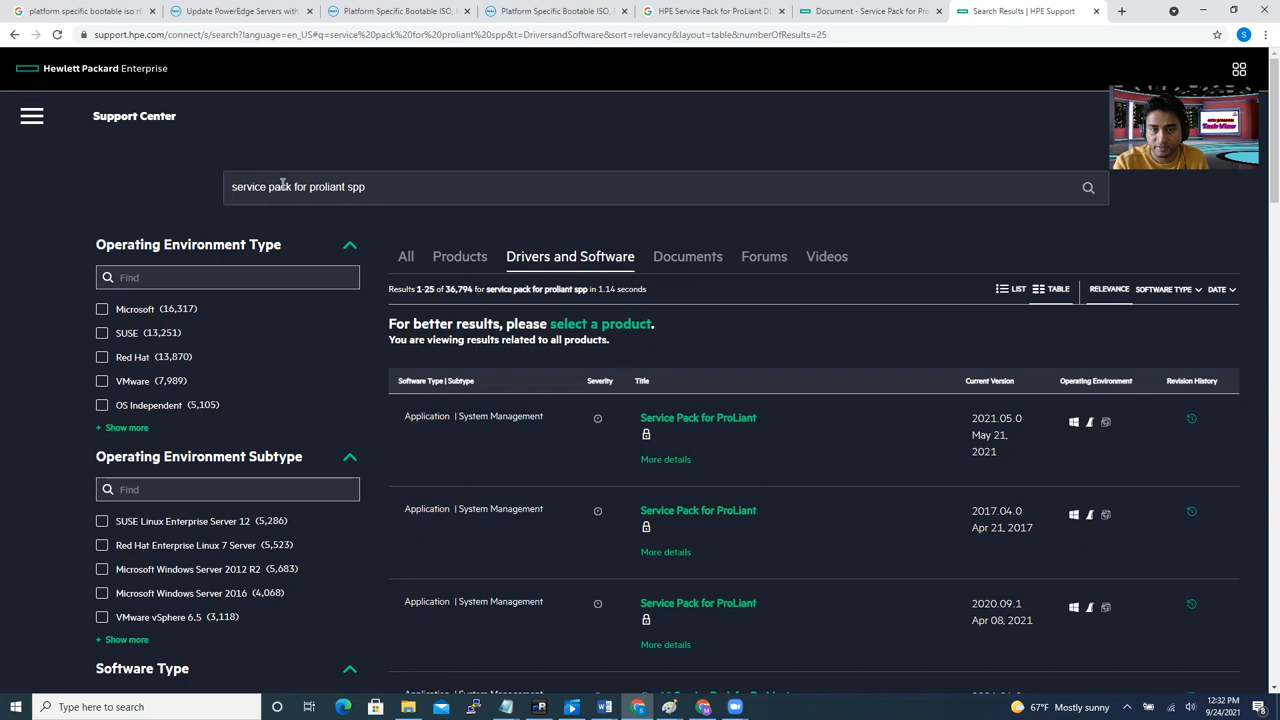 platform specific bootable iso
Update PowerEdge Servers with
Platform Specific Bootable ISO,
Platform Specific Bootable ISO,
HPE Service Pack for ProLiant DL
Document - Service Pack for Pro
Search Results | HPE Support
support.hpe.com/connect/s/search?language=en_US#q=service%20pack%20for%20proliant%20spp&t=DriversandSoftware&sort=relevancy&layout=table&numberOfResults=25
S
Hewlett Packard Enterprise
Support Center
Tech View
service pack for proliant spp
Operating Environment Type
Find
Microsoft (16,317)
SUSE (13,251)
Red Hat (13,870)
VMware (7,989)
OS Independent (5,105)
+ Show more
Operating Environment Subtype
Find
SUSE Linux Enterprise Server 12 (5,286)
Red Hat Enterprise Linux 7 Server (5,523)
Microsoft Windows Server 2012 R2 (5,683)
Microsoft Windows Server 2016 (4,068)
VMware vSphere 6.5 (3,118)
+ Show more
Software Type
All Products Drivers and Software Documents Forums Videos
Results 1-25 of 36,794 for service pack for proliant spp in 1.14 seconds
LIST TABLE RELEVANCE SOFTWARE TYPE DATE
For better results, please select a product.
You are viewing results related to all products.
Software Type | Subtype Severity Title Current Version Operating Environment Revision History
Application | System Management Service Pack for ProLiant 2021.05.0
May 21,
2021
More details
Application | System Management Service Pack for ProLiant 2017.04.0
Apr 21, 2017
More details
Application | System Management Service Pack for ProLiant 2020.09.1
Apr 08, 2021
More details
Type here to search
67°F Mostly sunny
12:32 PM
9/24/2021